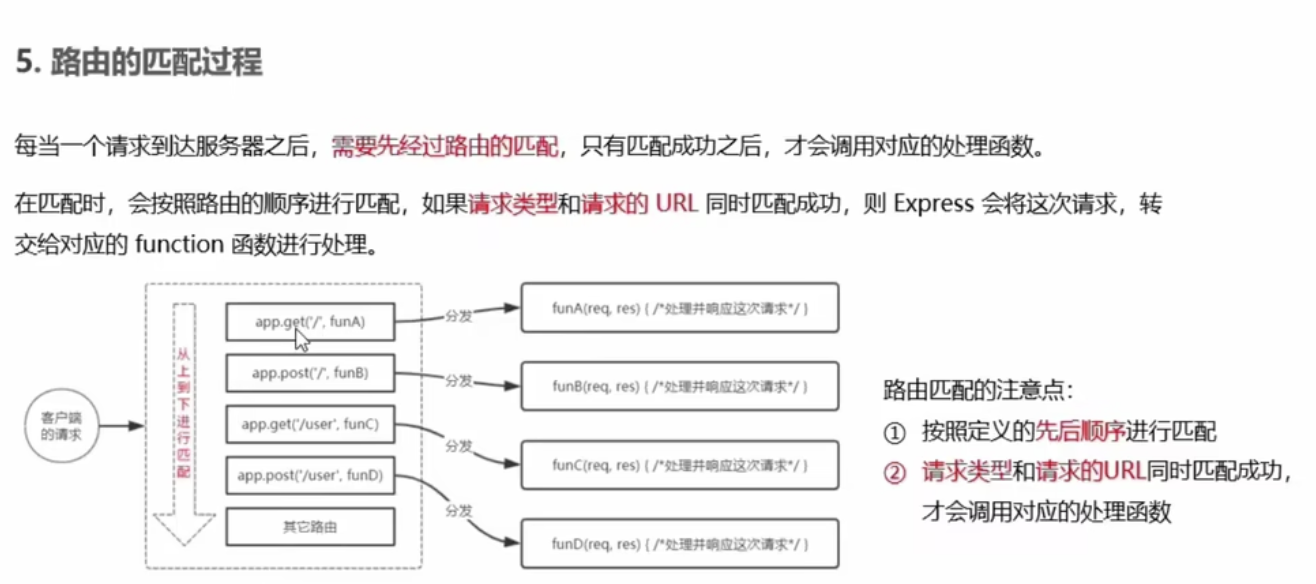 5. 路由的匹配过程
每当一个请求到达服务器之后，需要先经过路由的匹配，只有匹配成功之后，才会调用对应的处理函数。
在匹配时，会按照路由的顺序进行匹配，如果请求类型和请求的 URL 同时匹配成功，则 Express 会将这次请求，转
交给对应的 function 函数进行处理。
客户端
的请求
从上到下进行匹配
app.get('/', funA)
app.post('/', funB)
app.get('/user', funC)
app.post('/user', funD)
其它路由
分发
分发
分发
分发
funA(req, res) { /*处理并响应这次请求*/ }
funB(req, res) { /*处理并响应这次请求*/ }
funC(req, res) { /*处理并响应这次请求*/ }
funD(req, res) { /*处理并响应这次请求*/ }
路由匹配的注意点：
① 按照定义的先后顺序进行匹配
② 请求类型和请求的URL同时匹配成功，
才会调用对应的处理函数